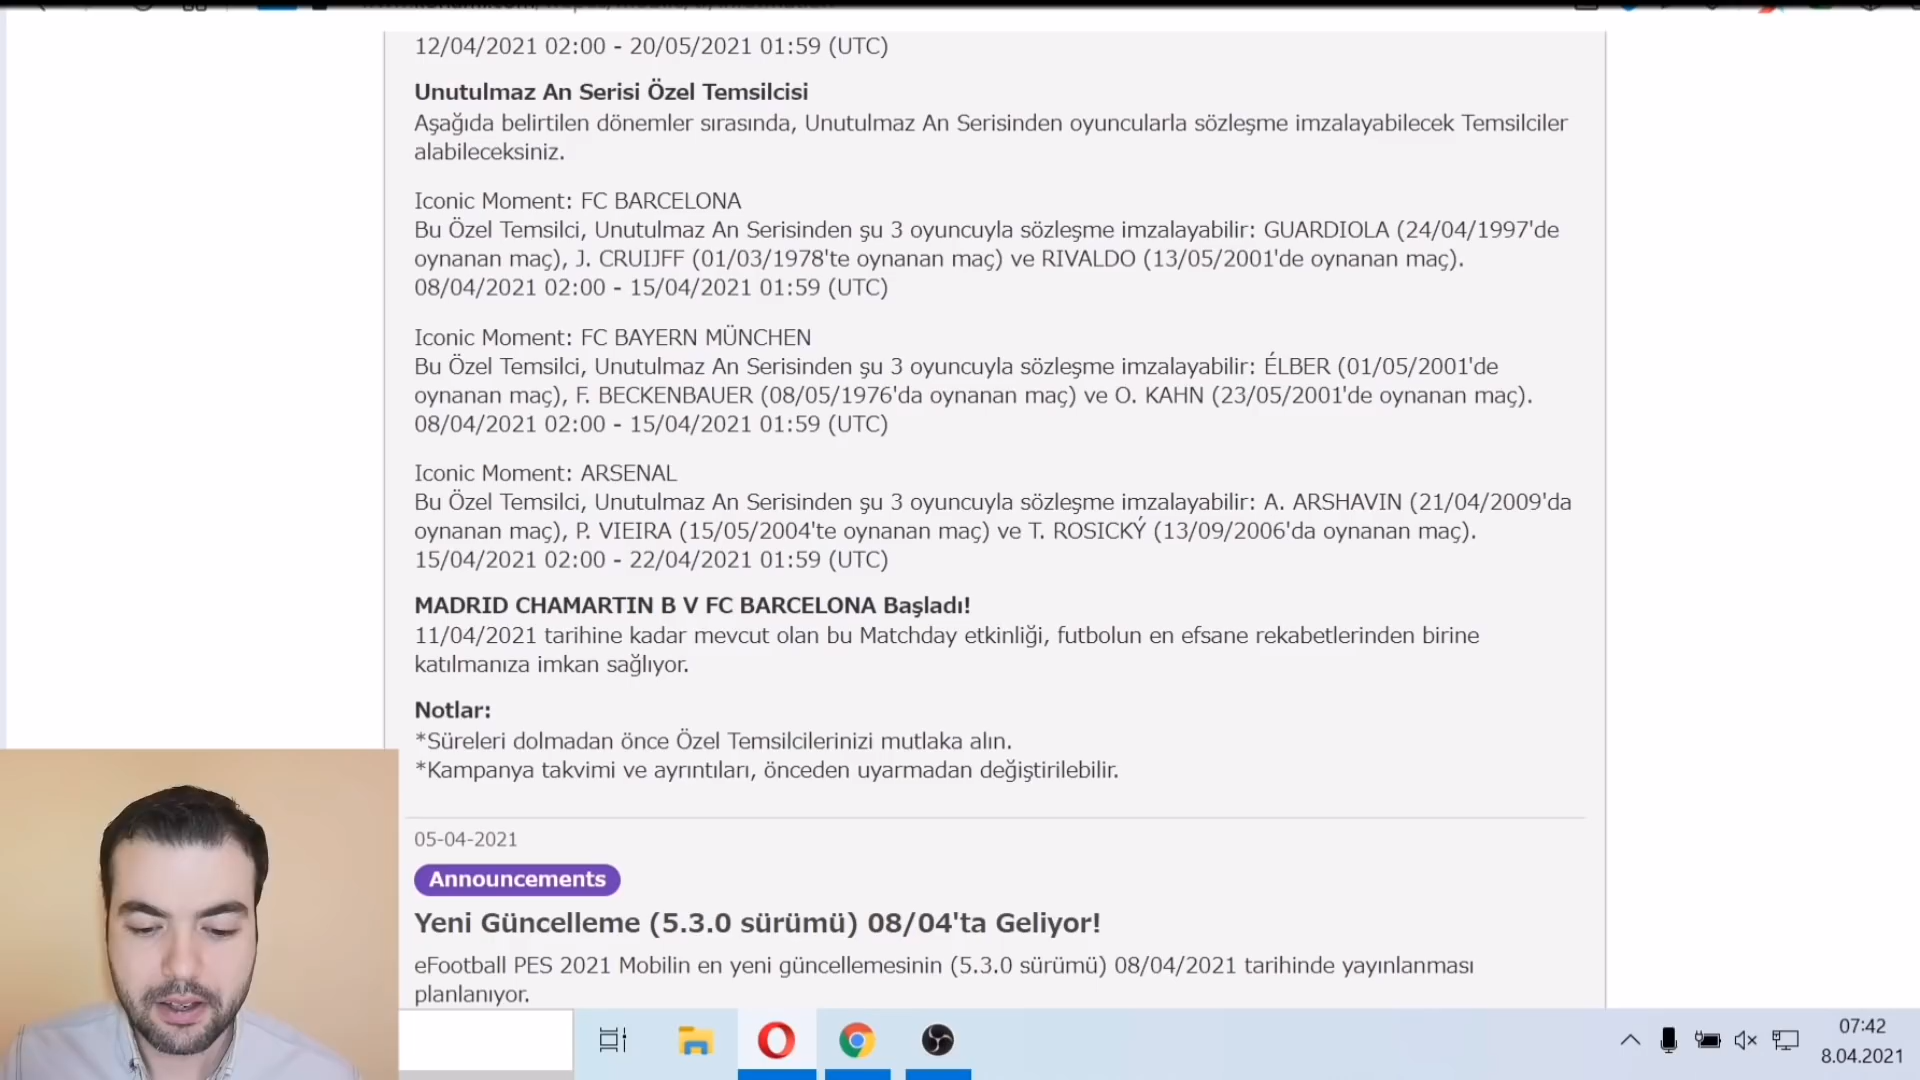 12/04/2021 02:00 - 20/05/2021 01:59 (UTC)
Unutulmaz An Serisi Özel Temsilcisi
Aşağıda belirtilen dönemler sırasında, Unutulmaz An Serisinden oyuncularla sözleşme imzalayabilecek Temsilciler
alabileceksiniz.
Iconic Moment: FC BARCELONA
Bu Özel Temsilci, Unutulmaz An Serisinden şu 3 oyuncuyla sözleşme imzalayabilir: GUARDIOLA (24/04/1997'de
oynanan maç), J. CRUIJFF (01/03/1978'te oynanan maç) ve RIVALDO (13/05/2001'de oynanan maç).
08/04/2021 02:00 - 15/04/2021 01:59 (UTC)
Iconic Moment: FC BAYERN MÜNCHEN
Bu Özel Temsilci, Unutulmaz An Serisinden şu 3 oyuncuyla sözleşme imzalayabilir: ÉLBER (01/05/2001'de
oynanan maç), F. BECKENBAUER (08/05/1976'da oynanan maç) ve O. KAHN (23/05/2001'de oynanan maç).
08/04/2021 02:00 - 15/04/2021 01:59 (UTC)
Iconic Moment: ARSENAL
Bu Özel Temsilci, Unutulmaz An Serisinden şu 3 oyuncuyla sözleşme imzalayabilir: A. ARSHAVIN (21/04/2009'da
oynanan maç), P. VIEIRA (15/05/2004'te oynanan maç) ve T. ROSICKÝ (13/09/2006'da oynanan maç).
15/04/2021 02:00 - 22/04/2021 01:59 (UTC)
MADRID CHAMARTIN B V FC BARCELONA Başladı!
11/04/2021 tarihine kadar mevcut olan bu Matchday etkinliği, futbolun en efsane rekabetlerinden birine
katılmanıza imkan sağlıyor.
Notlar:
*Süreleri dolmadan önce Özel Temsilcilerinizi mutlaka alın.
*Kampanya takvimi ve ayrıntıları, önceden uyarmadan değiştirilebilir.
05-04-2021
Announcements
Yeni Güncelleme (5.3.0 sürümü) 08/04'ta Geliyor!
eFootball PES 2021 Mobilin en yeni güncellemesinin (5.3.0 sürümü) 08/04/2021 tarihinde yayınlanması
planlanıyor.
07:42
8.04.2021